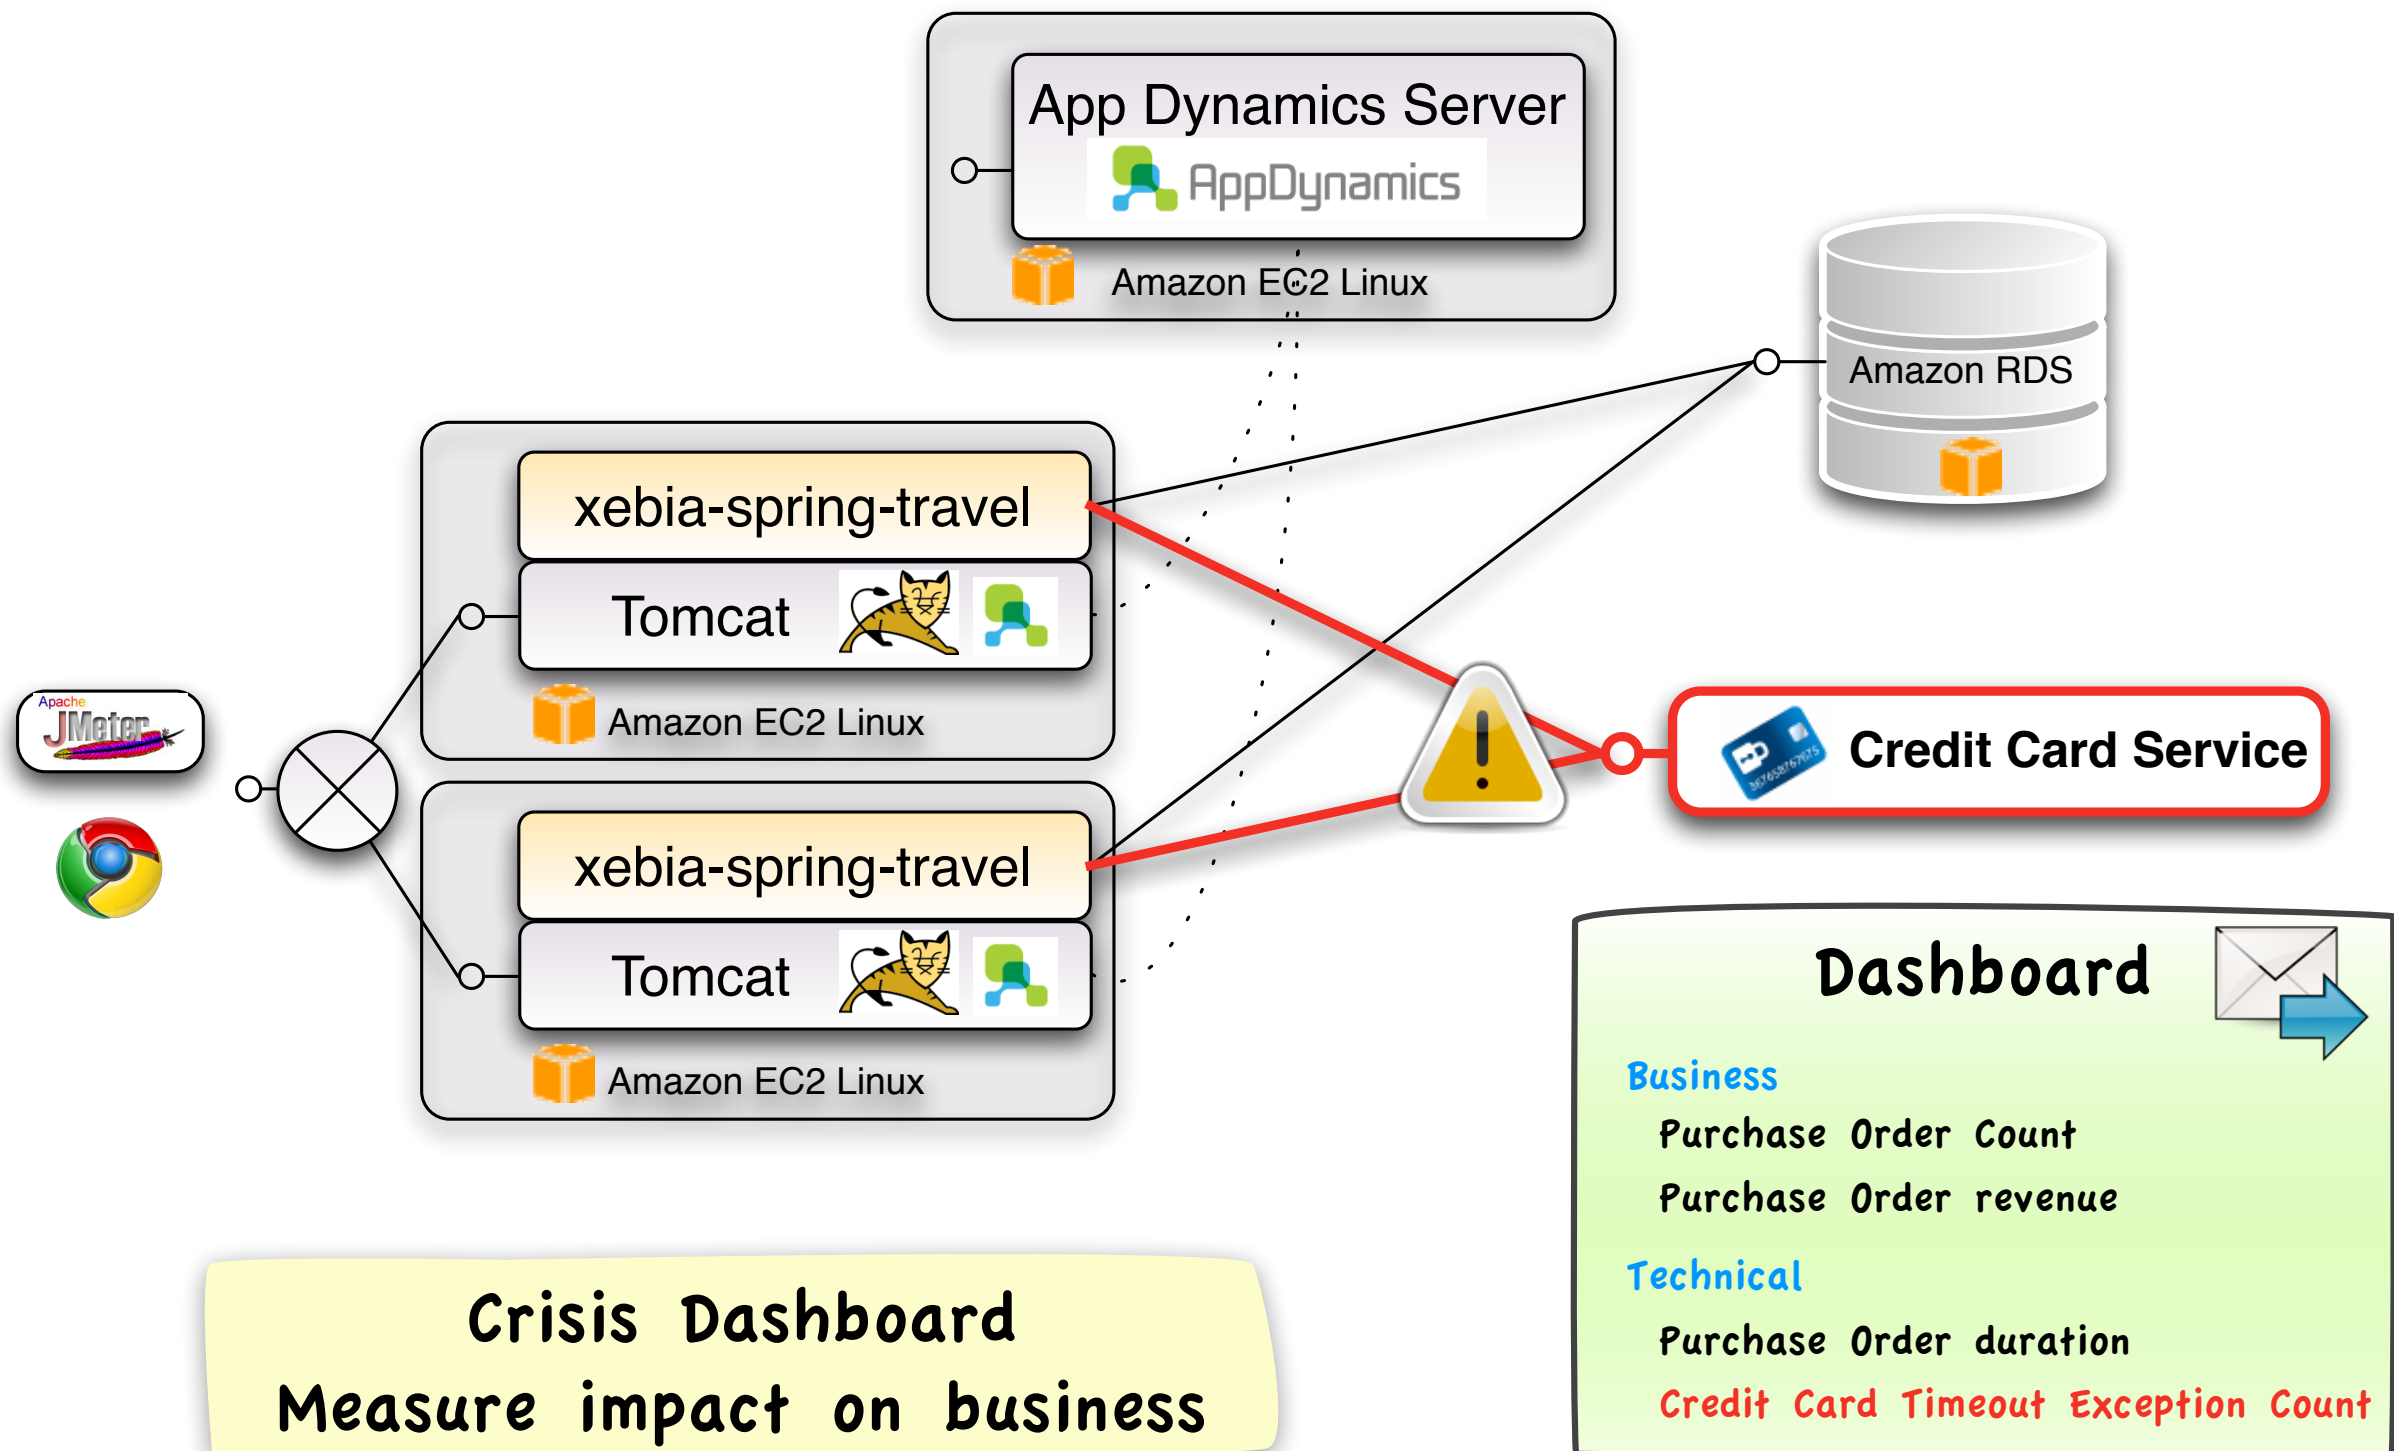 App Dynamics Server
AppDynamics
Amazon EC2 Linux
Amazon RDS
xebia-spring-travel
Tomcat
Amazon EC2 Linux
Apache
JMeter
Credit Card Service
xebia-spring-travel
Tomcat
Amazon EC2 Linux
Dashboard
Business
Purchase Order Count
Purchase Order revenue
Technical
Purchase Order duration
Credit Card Timeout Exception Count
Crisis Dashboard
Measure impact on business